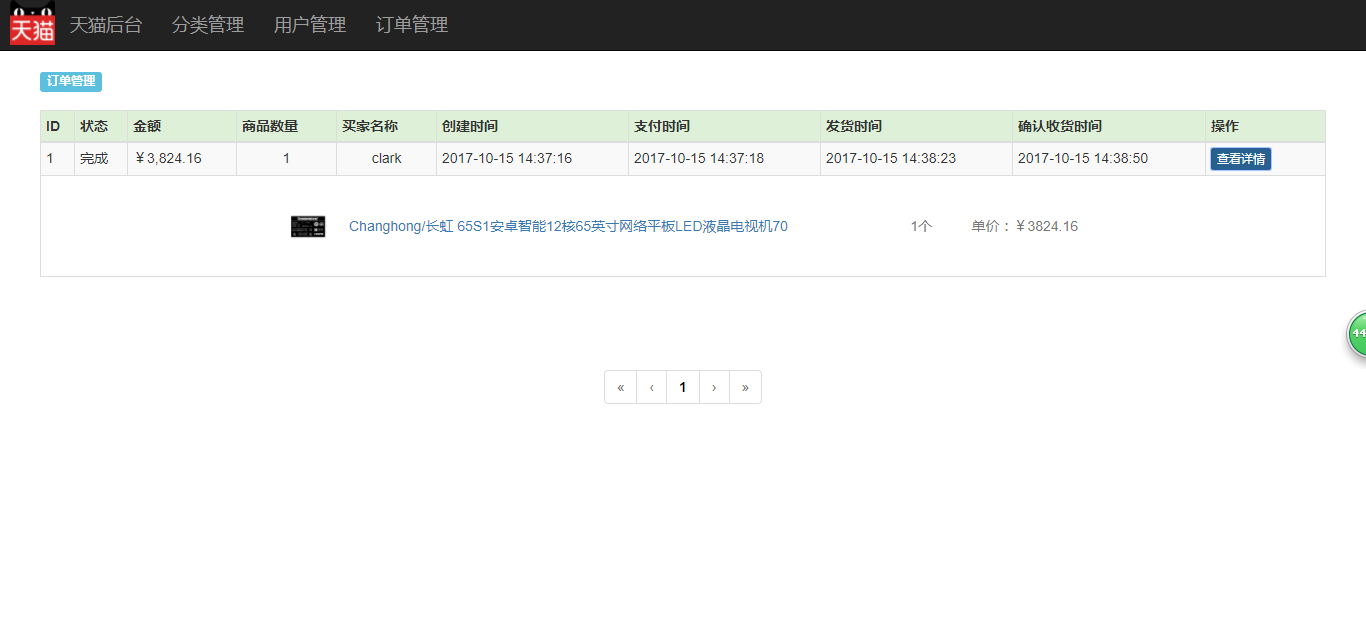 天猫 天猫后台 分类管理 用户管理 订单管理
订单管理
ID 状态 金额 商品数量 买家名称 创建时间 支付时间 发货时间 确认收货时间 操作
1 完成 ￥3,824.16 1 clark 2017-10-15 14:37:16 2017-10-15 14:37:18 2017-10-15 14:38:23 2017-10-15 14:38:50 查看详情
Changhong/长虹 65S1安卓智能12核65英寸网络平板LED液晶电视机70 1个 单价：￥3824.16
44
« ‹ 1 › »